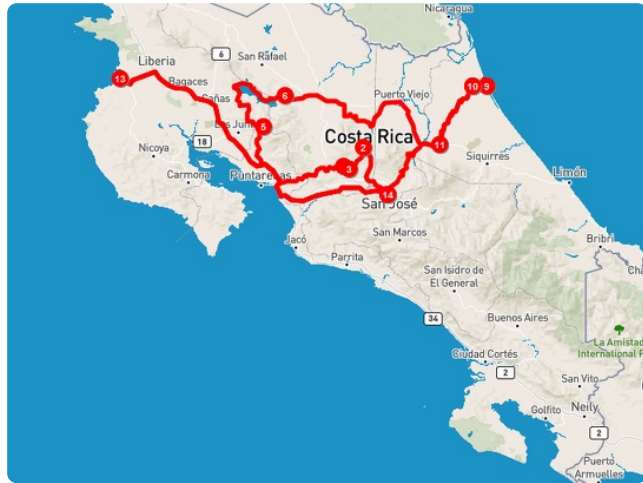 Nicaragua
San Rafael
6
Liberia
13
Bagaces
6
10
9
Puerto Viejo
Cañas
5
Las Jun
Costa Rica
2
11
18
Siquirres
Nicoya
3
Carmona
Puntarenas
Limón
14
San José
San Marcos
Jacó
Bribri
Parrita
San Isidro de
El General
Buenos Aires
34
La Amistad
International P
Ciudad Cortés
2
San Vito
Golfito
Neily
2
Puerto
Armuelles